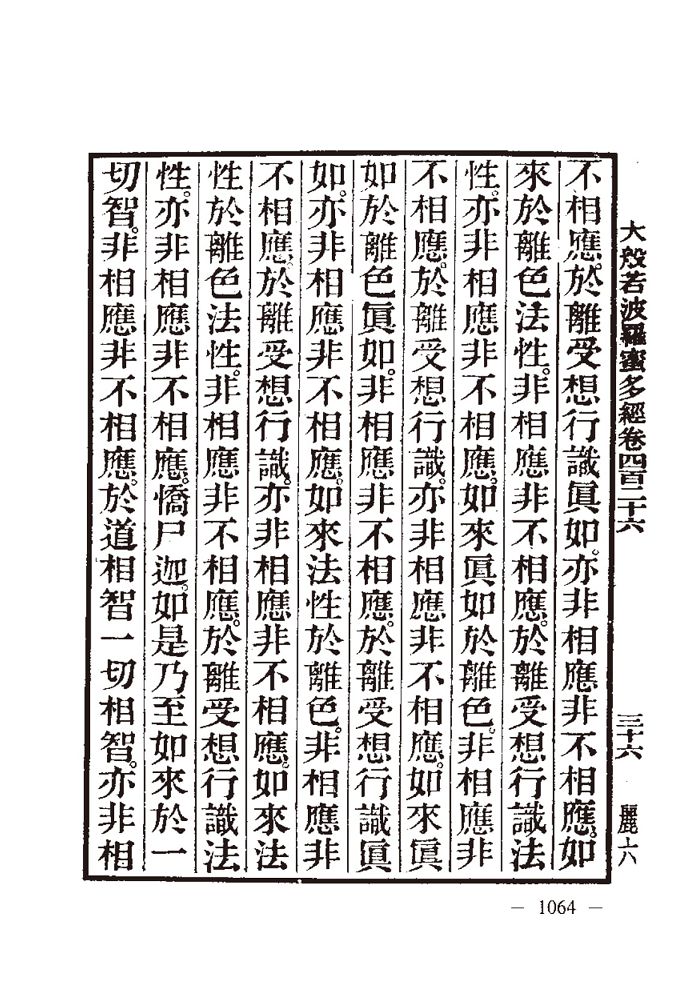 大般若波羅蜜多經卷四百二十六
三十六
麗六
不相應。於離受想行識眞如。亦非相應非不相應。如
來於離色法性。非相應非不相應。於離受想行識法
性。亦非相應非不相應。如來眞如於離色。非相應非
不相應。於離受想行識。亦非相應非不相應。如來眞
如於離色眞如。非相應非不相應。於離受想行識眞
如。亦非相應非不相應。如來法性於離色。非相應非
不相應。於離受想行識。亦非相應非不相應。如來法
性於離色法性。非相應非不相應。於離受想行識法
性。亦非相應非不相應。憍尸迦。如是乃至如來於一
切智。非相應非不相應。於道相智一切相智。亦非相
— 1064 —